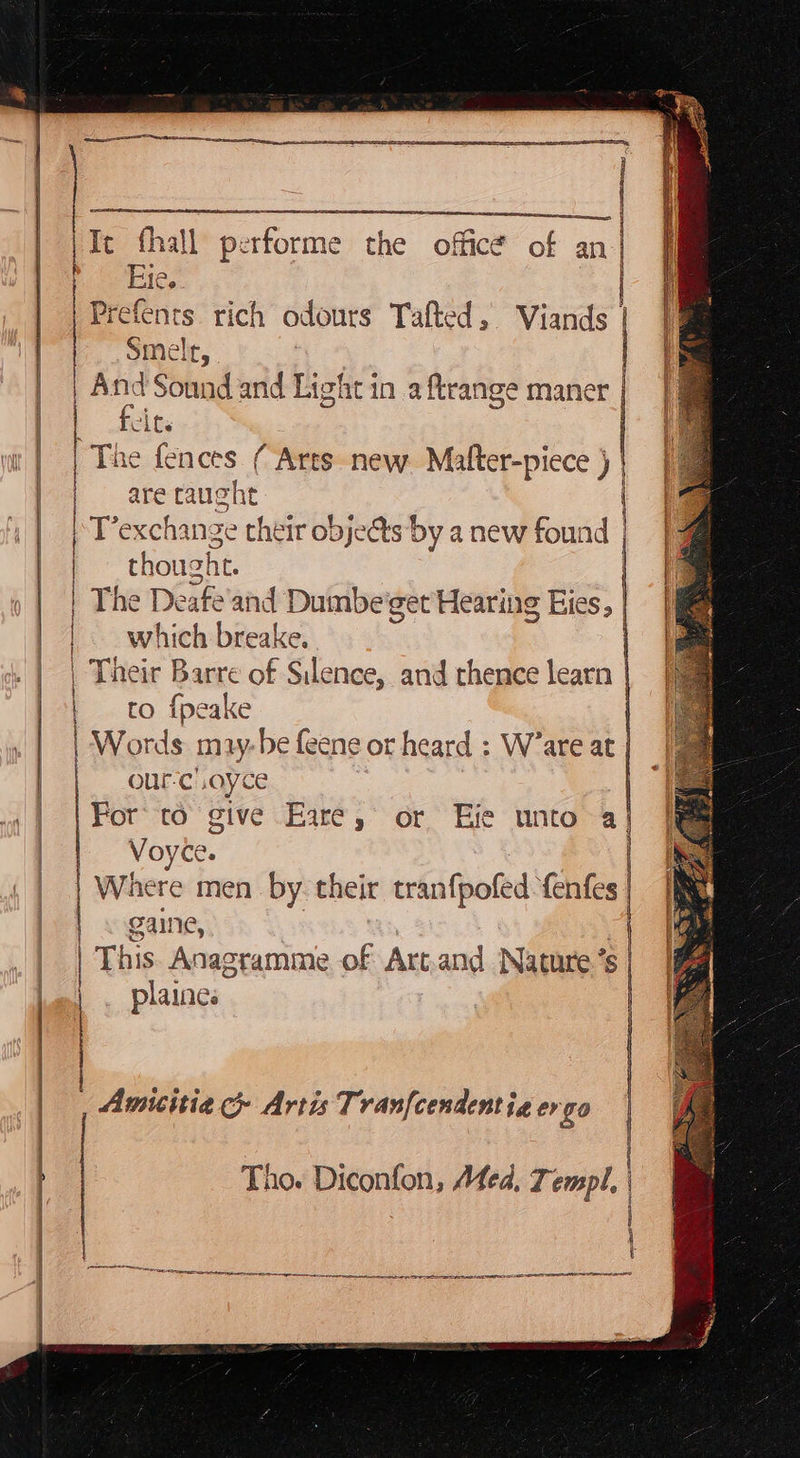 It ſhall performe the office of an
Eie.
Preſents rich odours Taſted, Viands
Smelt,
And Sound and Light in a ſtrange maner
felt.
The ſences ( Arts new Maſter-piece )
are taught
T'exchange their objects by a new found
thought.
The Deafe and Dumbe get Hearing Eies,
which breake.
Their Barre of Silence, and thence learn
to ſpeake
Words may be ſeene or heard : W'are at
our choyce
For to give Eare, or Eie unto a
Voyce.
Where men by their tranſpoſed ſenſes
gaine,
This Anagramme of Art and Nature 's
plaine.
Amicitiæ & Artis Tranſcendentiæ ergo
Tho. Diconſon, Med. Templ.